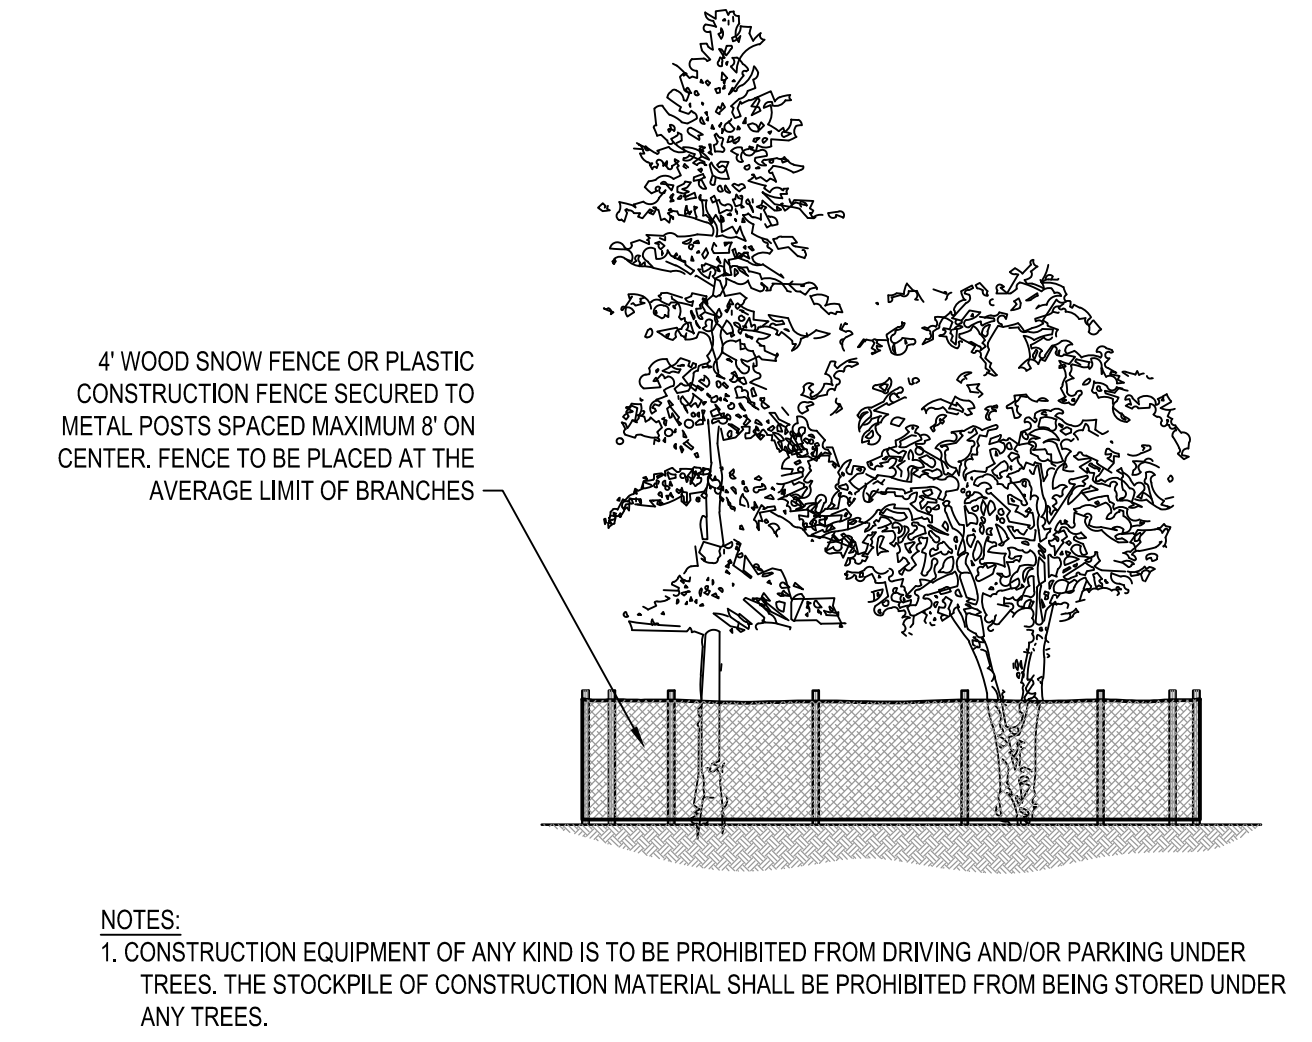 4' WOOD SNOW FENCE OR PLASTIC
CONSTRUCTION FENCE SECURED TO
METAL POSTS SPACED MAXIMUM 8' ON
CENTER. FENCE TO BE PLACED AT THE
AVERAGE LIMIT OF BRANCHES
NOTES:
1. CONSTRUCTION EQUIPMENT OF ANY KIND IS TO BE PROHIBITED FROM DRIVING AND/OR PARKING UNDER
TREES. THE STOCKPILE OF CONSTRUCTION MATERIAL SHALL BE PROHIBITED FROM BEING STORED UNDER
ANY TREES.